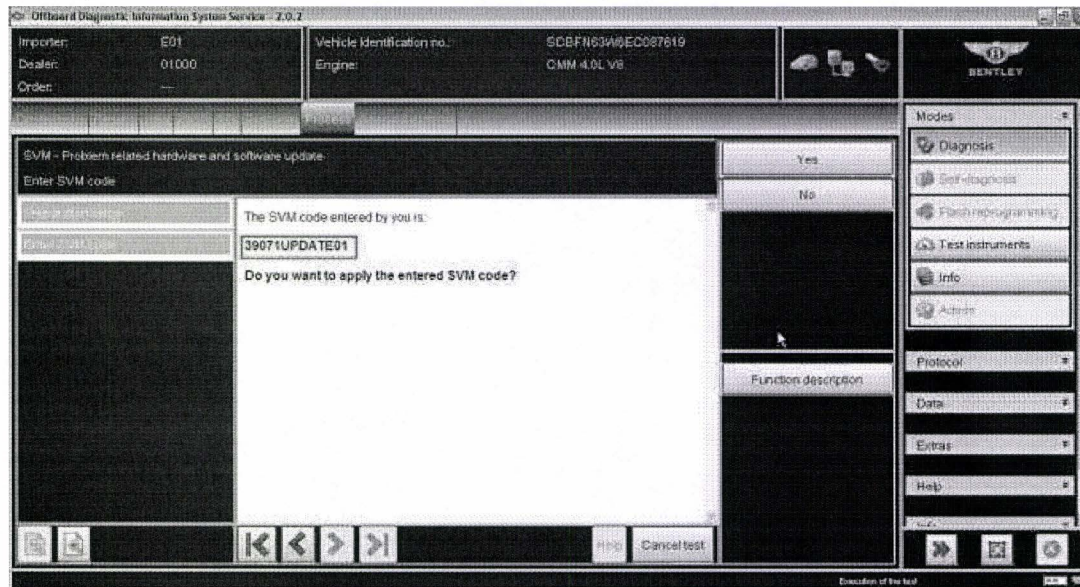 Offboard Diagnostic Information System Service - 2.0.2
Importer: E01
Dealer: 01000
Order: ---
Vehicle identification no.:
Engine: CMM 4.0L V8
BENTLEY
SVM - Problem related hardware and software update
Enter SVM code
The SVM code entered by you is:
39071UPDATE01
Do you want to apply the entered SVM code?
Yes
No
Function description
Help
Cancel test
Modes
Diagnosis
Self-diagnosis
Flash reprogramming
Test instruments
Info
Admin
Protocol
Data
Extras
Help
Execution of the test